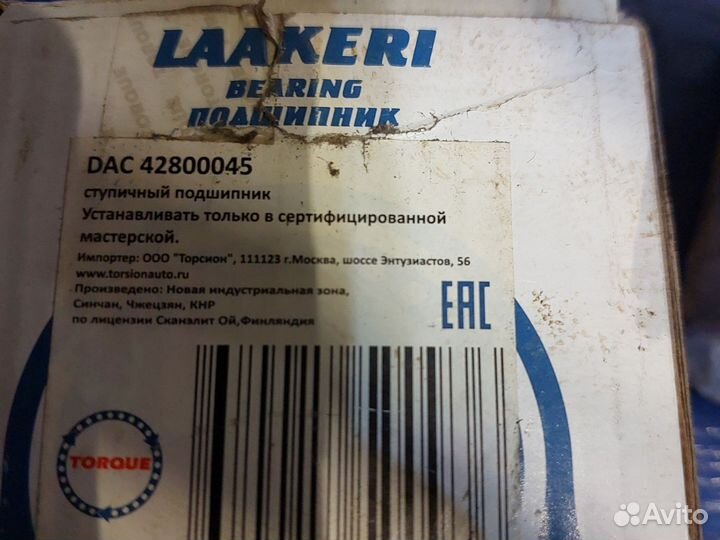 LAAKERI
BEARING
ПОДШИПНИК
TORQUE
DAC 42800045
ступичный подшипник
Устанавливать только в сертифицированной
мастерской.
Импортер: ООО "Торсион", 111123 г.Москва, шоссе Энтузиастов, 56
www.torsionauto.ru
Произведено: Новая индустриальная зона,
Синчан, Чжецзян, КНР
по лицензии Сканэлит Ой,Финляндия
EAC
TORQUE
Avito